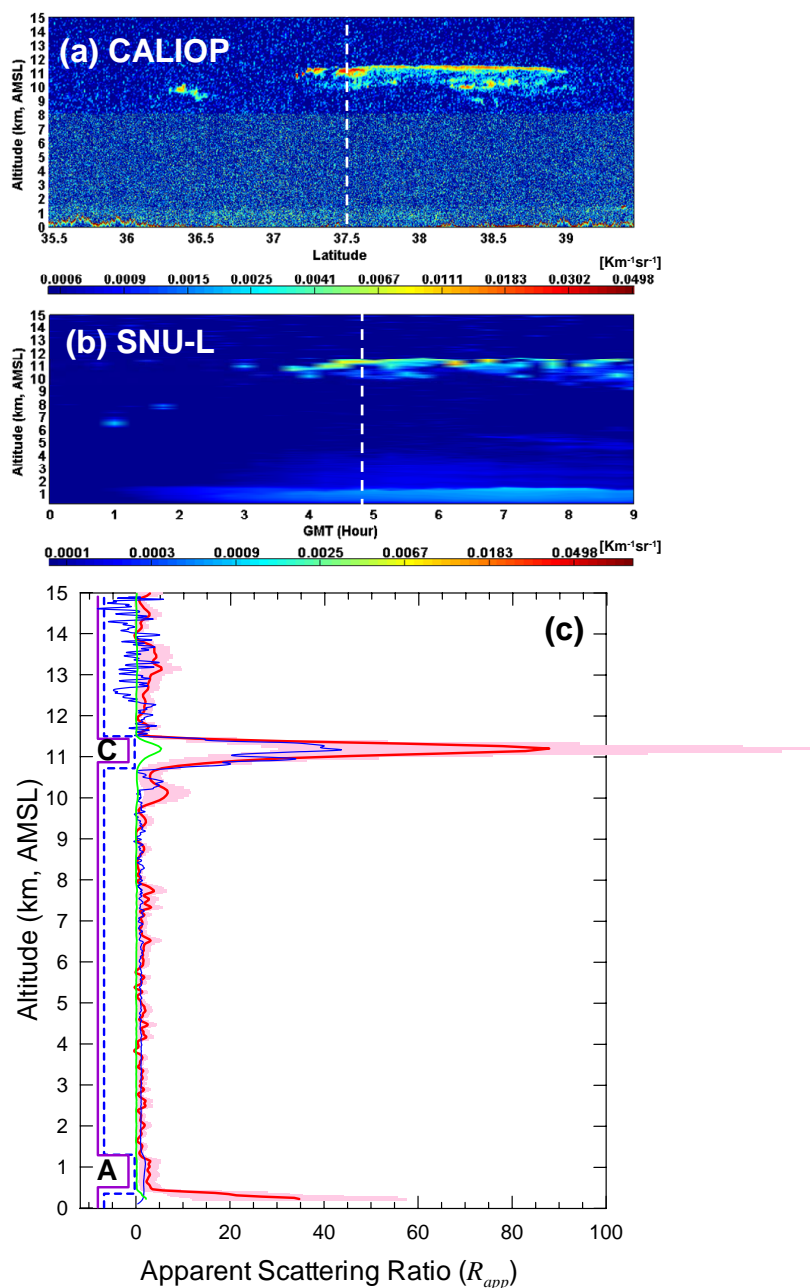 (a) CALIOP
Altitude (km, AMSL)
15
14
13
12
11
10
9
8
7
6
5
4
3
2
1
0
35.5 36 36.5 37 37.5 38 38.5 39
Latitude
[Km⁻¹sr⁻¹]
0.0006 0.0009 0.0015 0.0025 0.0041 0.0067 0.0111 0.0183 0.0302 0.0498
(b) SNU-L
Altitude (km, AMSL)
15
14
13
12
11
10
9
8
7
6
5
4
3
2
1
0 1 2 3 4 5 6 7 8 9
GMT (Hour)
[Km⁻¹sr⁻¹]
0.0001 0.0003 0.0009 0.0025 0.0067 0.0183 0.0498
(c)
Altitude (km, AMSL)
15
14
13
12
11
10
9
8
7
6
5
4
3
2
1
0
C
A
0 20 40 60 80 100
Apparent Scattering Ratio (R_app)